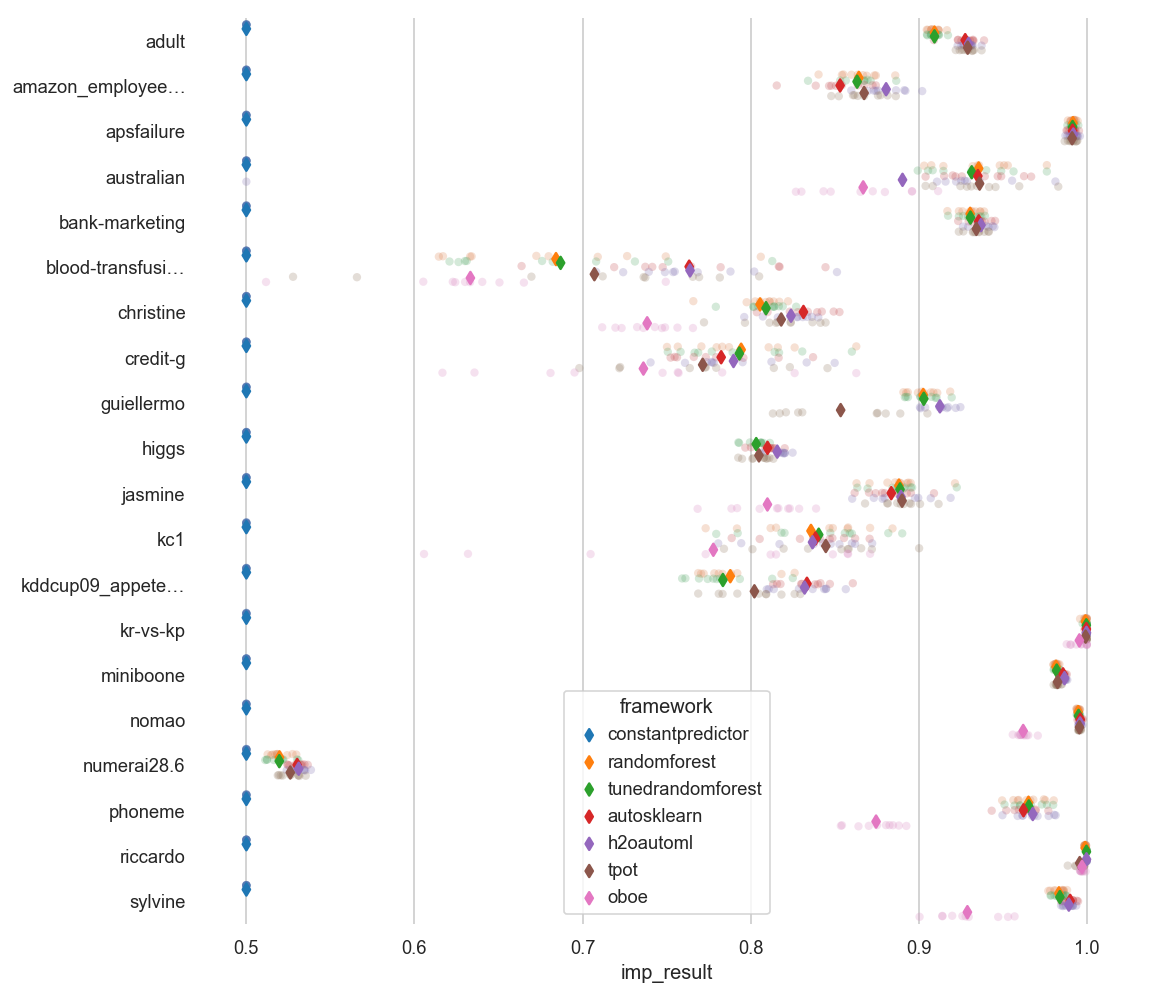 adult
amazon_employee…
apsfailure
australian
bank-marketing
blood-transfusi…
christine
credit-g
guiellermo
higgs
jasmine
kc1
kddcup09_appete…
kr-vs-kp
miniboone
nomao
numerai28.6
phoneme
riccardo
sylvine
framework
constantpredictor
randomforest
tunedrandomforest
autosklearn
h2oautoml
tpot
oboe
0.5 0.6 0.7 0.8 0.9 1.0
imp_result